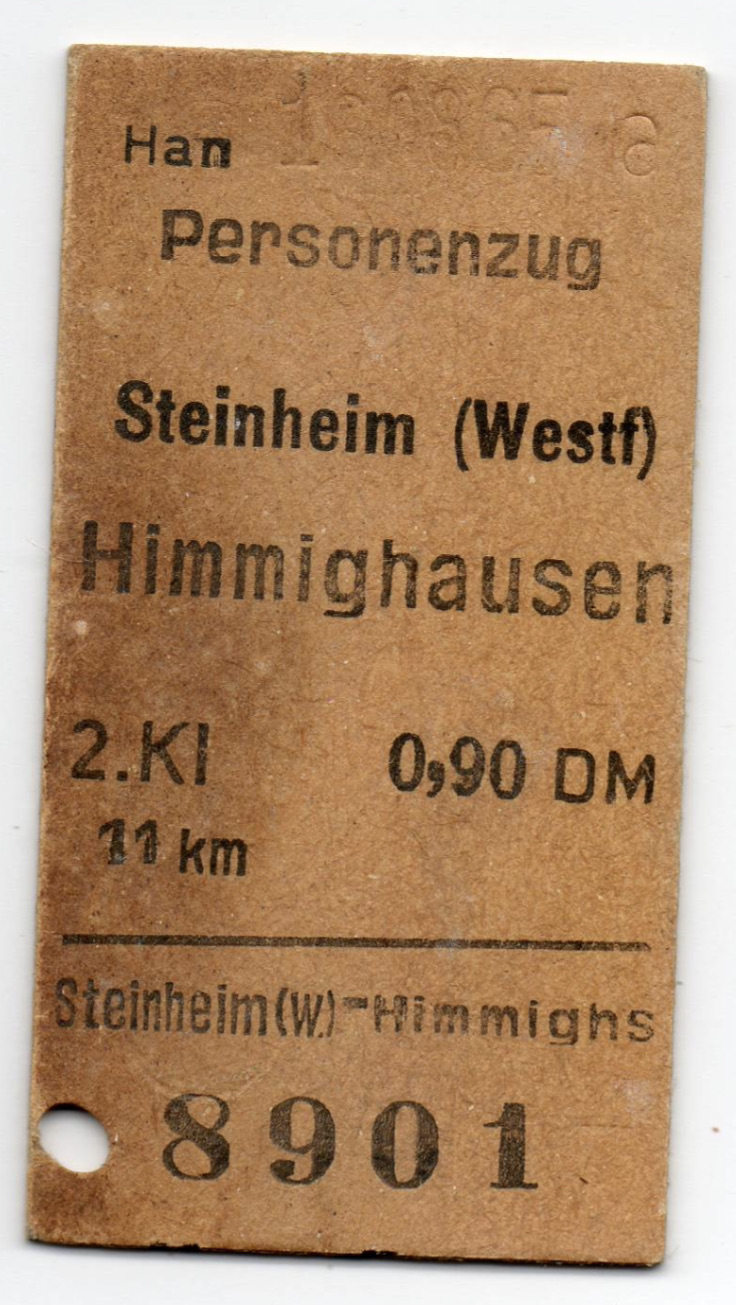 Han
Personenzug
Steinheim (Westf)
Himmighausen
2.Kl 0,90 DM
11 km
Steinheim(W.)-Himmighs
8901